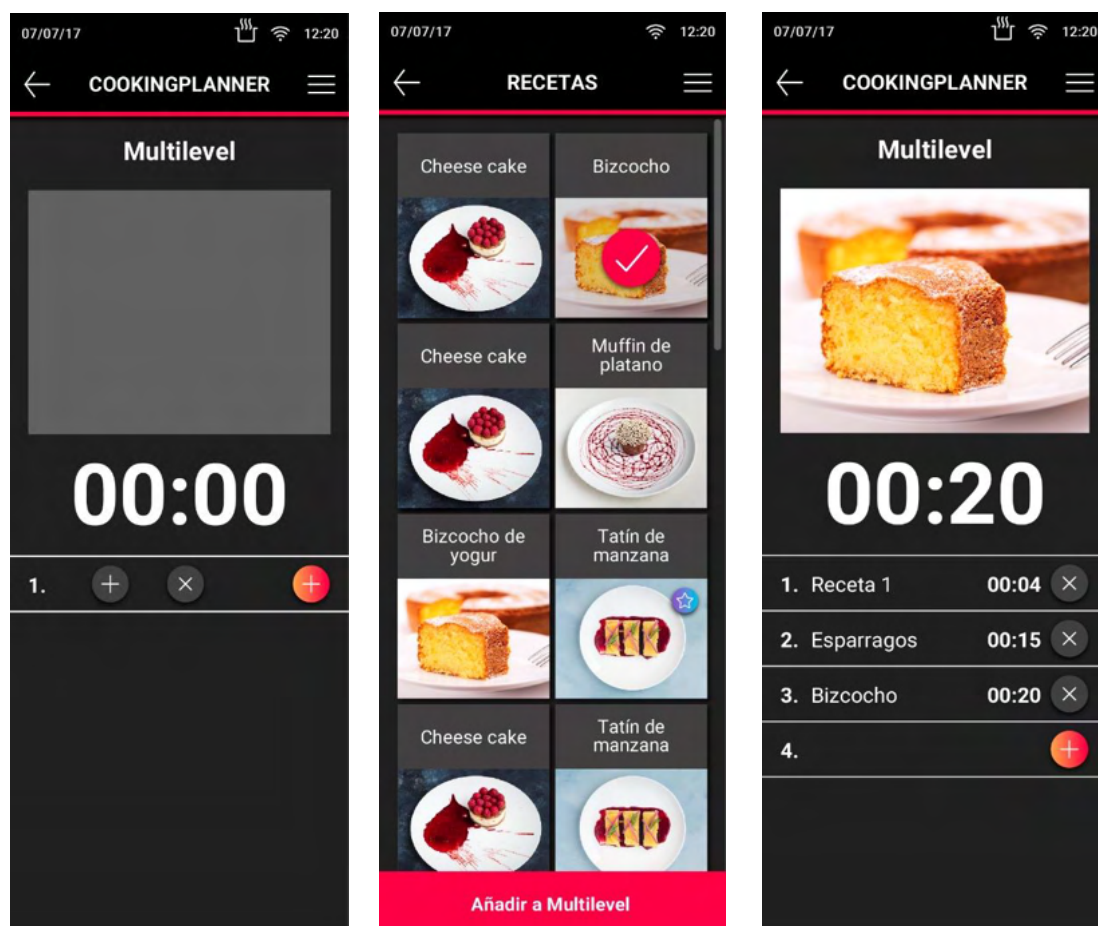 07/07/17 12:20
COOKINGPLANNER
Multilevel
00:00
1.
07/07/17 12:20
RECETAS
Cheese cake
Bizcocho
Cheese cake
Muffin de
platano
Bizcocho de
yogur
Tatín de
manzana
Cheese cake
Tatín de
manzana
Añadir a Multilevel
07/07/17 12:20
COOKINGPLANNER
Multilevel
00:20
1. Receta 1 00:04
2. Esparragos 00:15
3. Bizcocho 00:20
4.